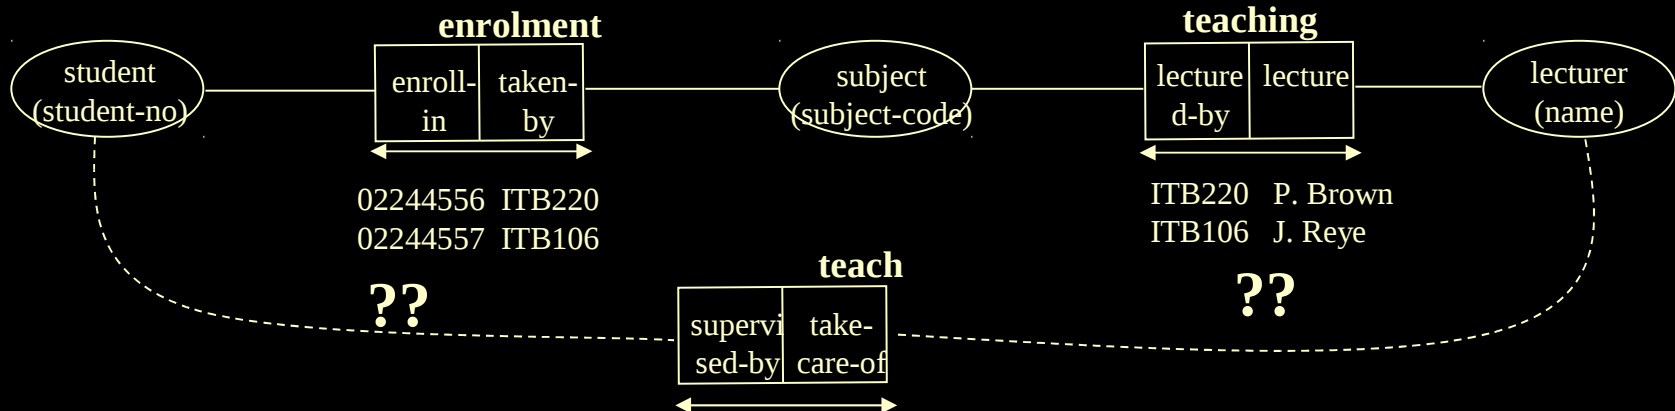 enrolment
teaching
student
(student-no)
enroll-
in
taken-
by
subject
(subject-code)
lecture
d-by
lecture
lecturer
(name)
02244556 ITB220
02244557 ITB106
ITB220 P. Brown
ITB106 J. Reye
??
??
teach
supervi
sed-by
take-
care-of